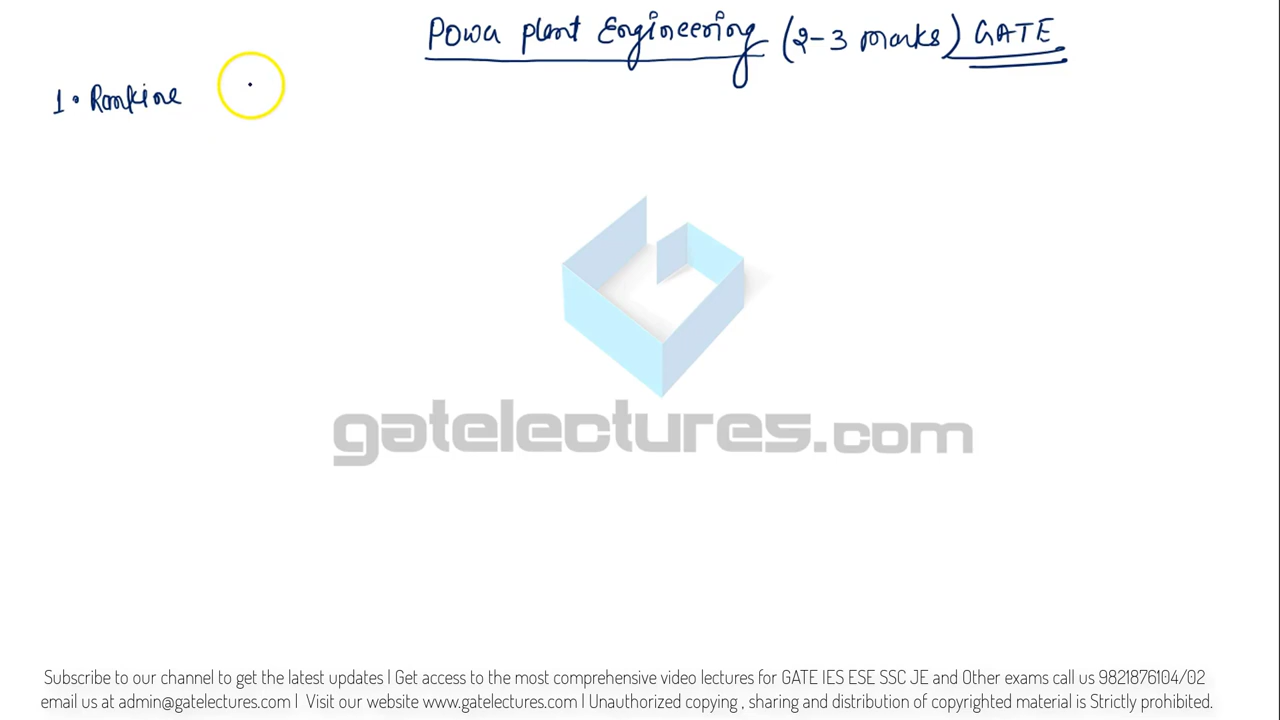 Power plant Engineering (2-3 marks) GATE
1. Rankine
gatelectures.com
Subscribe to our channel to get the latest updates | Get access to the most comprehensive video lectures for GATE IES ESE SSC JE and Other exams call us 9821876104/02
email us at admin@gatelectures.com | Visit our website www.gatelectures.com | Unauthorized copying , sharing and distribution of copyrighted material is Strictly prohibited.